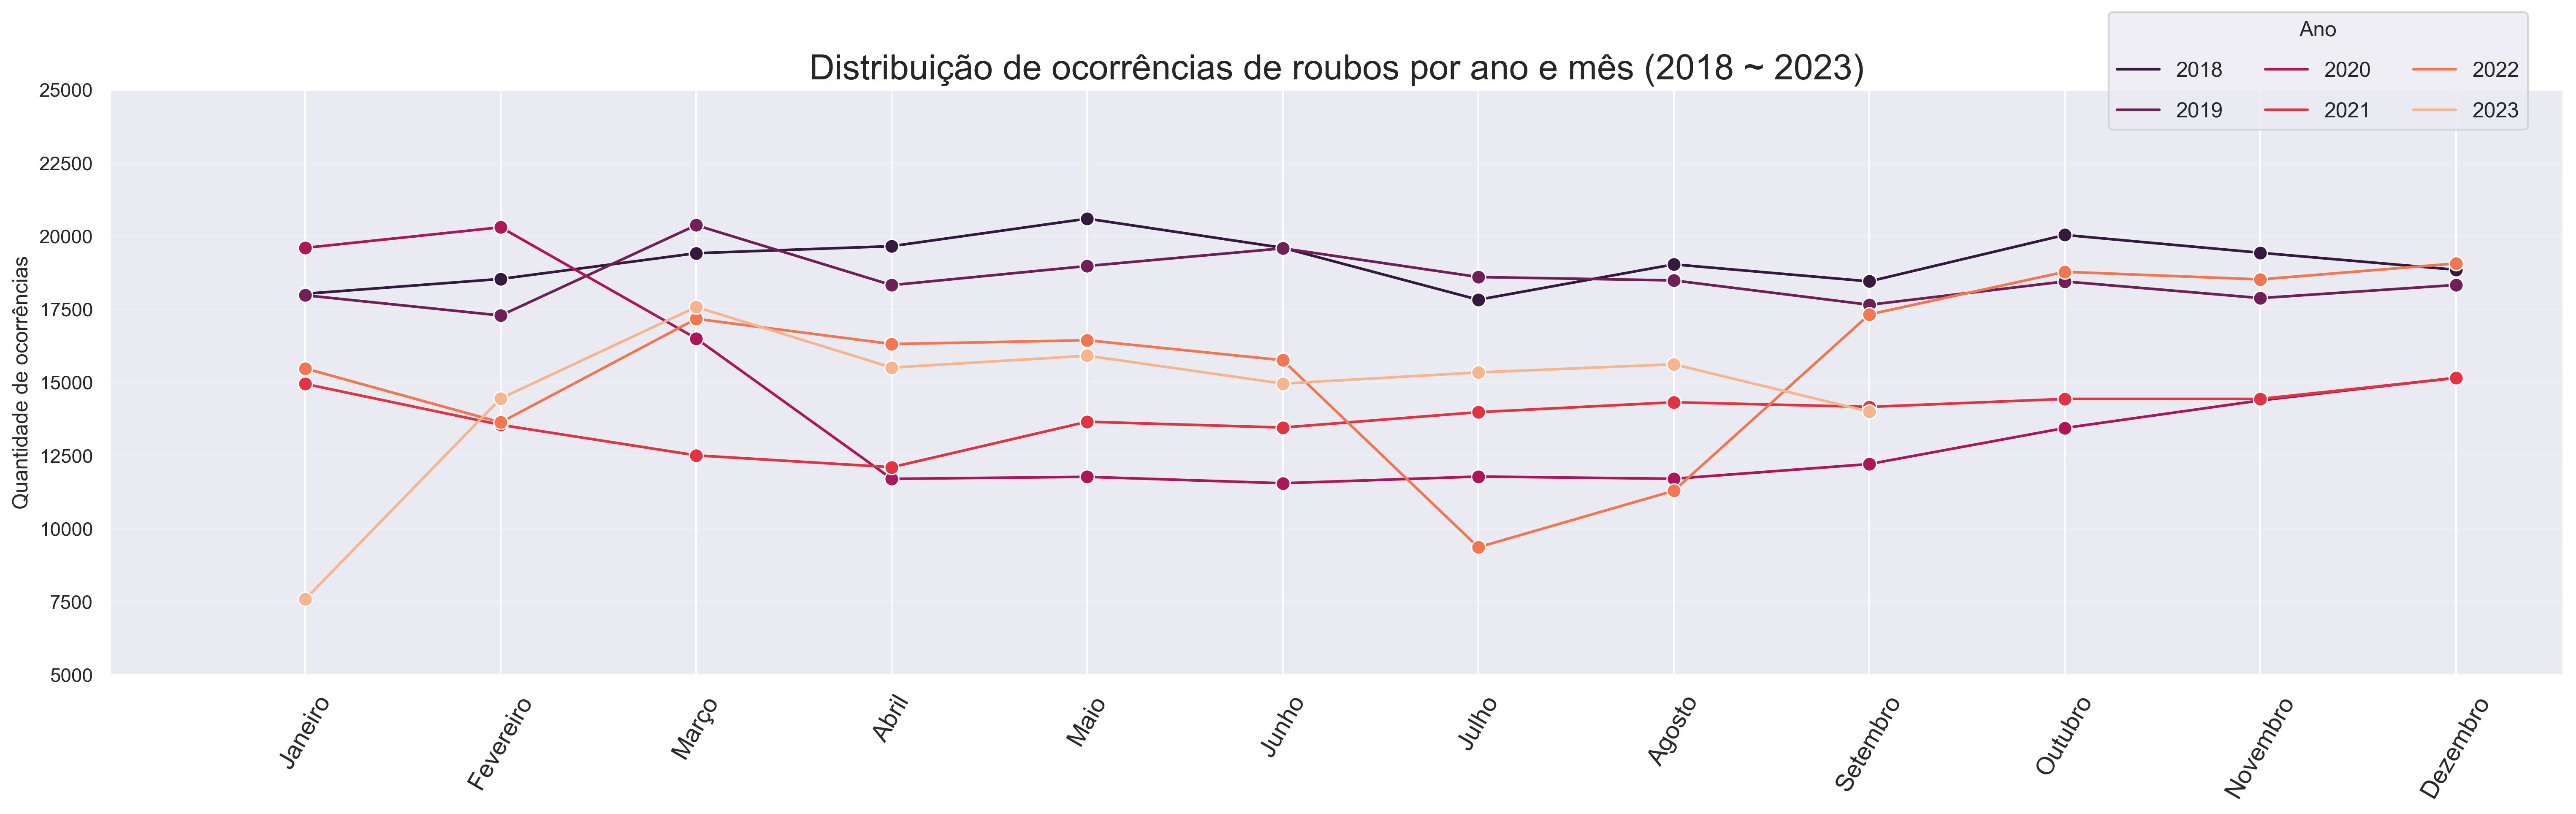 Distribuição de ocorrências de roubos por ano e mês (2018 ~ 2023)
Ano
2018 2020 2022
2019 2021 2023
Quantidade de ocorrências
25000
22500
20000
17500
15000
12500
10000
7500
5000
Janeiro
Fevereiro
Março
Abril
Maio
Junho
Julho
Agosto
Setembro
Outubro
Novembro
Dezembro